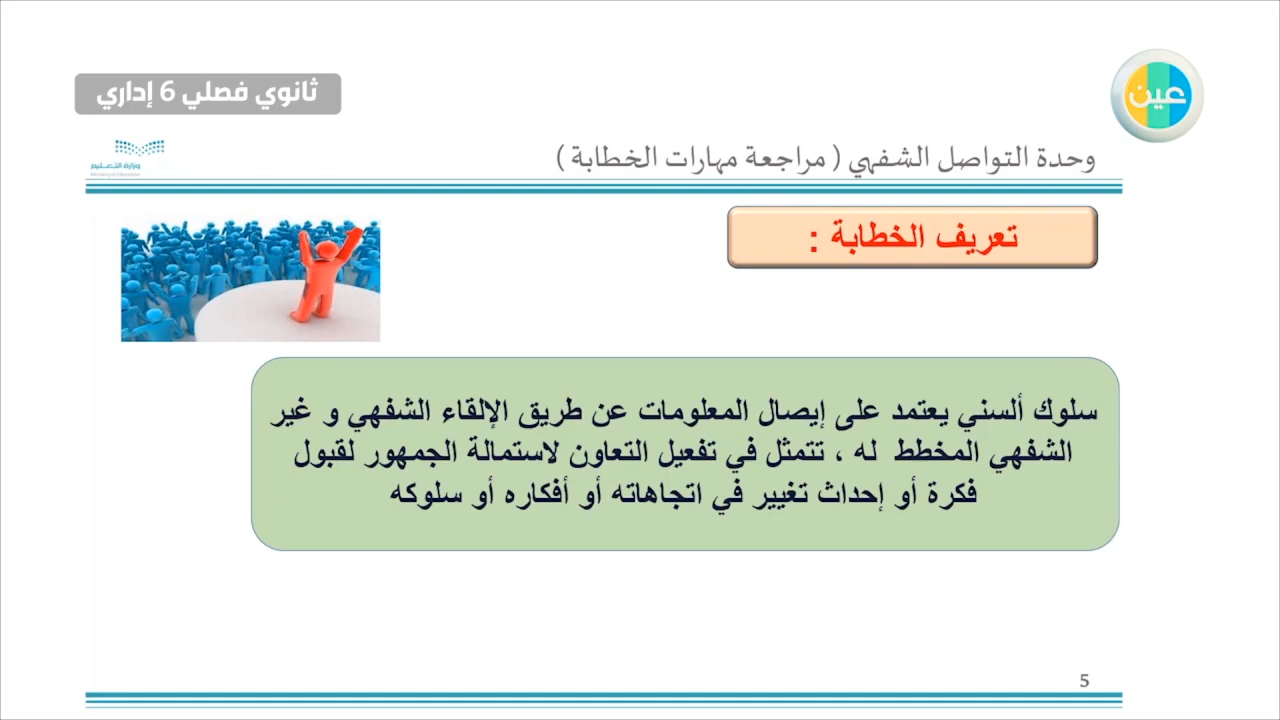 ثانوي فصلي 6 إداري
عين
وزارة التعليم
وحدة التواصل الشفهي ( مراجعة مهارات الخطابة )
تعريف الخطابة :
سلوك ألسني يعتمد على إيصال المعلومات عن طريق الإلقاء الشفهي و غير
الشفهي المخطط له ، تتمثل في تفعيل التعاون لاستمالة الجمهور لقبول
فكرة أو إحداث تغيير في اتجاهاته أو أفكاره أو سلوكه
5